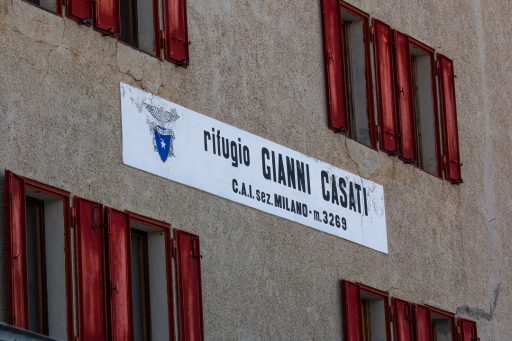 rifugio GIANNI CASATI
C.A.I. sez. MILANO - m. 3269